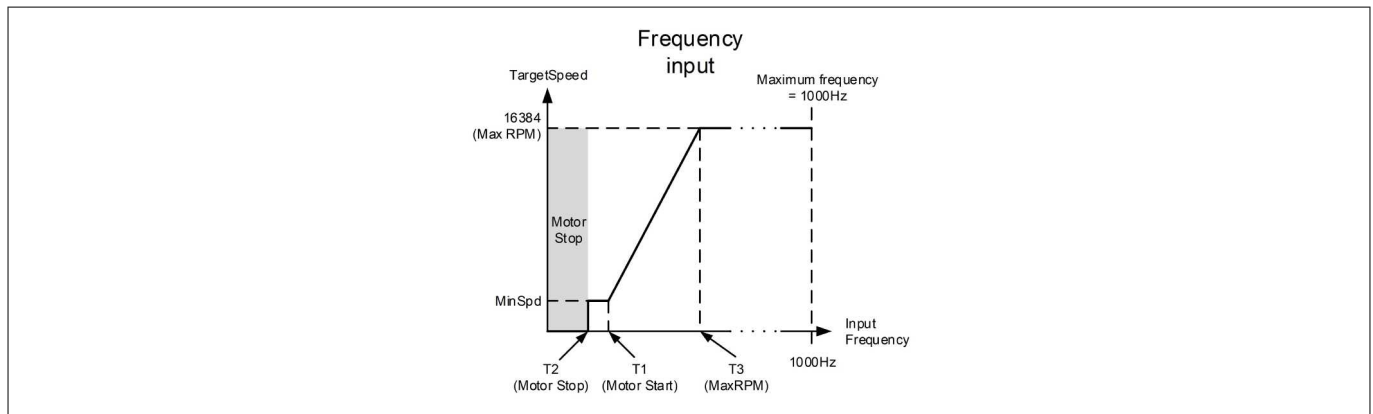 Frequency
input
TargetSpeed
Maximum frequency
= 1000Hz
16384
(Max RPM)
Motor
Stop
MinSpd
Input
Frequency
1000Hz
T2
(Motor Stop)
T1
(Motor Start)
T3
(MaxRPM)